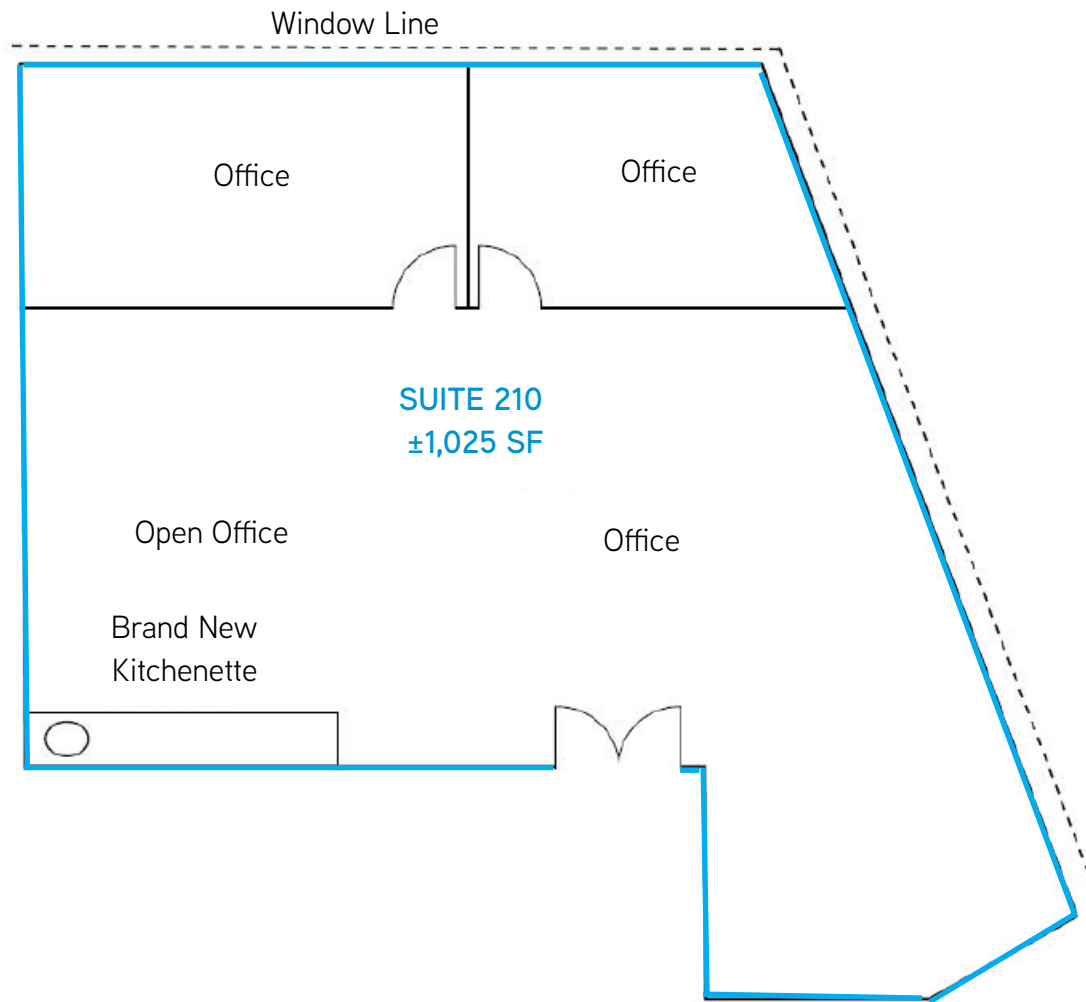 Window Line
Office
Office
SUITE 210
±1,025 SF
Open Office
Office
Brand New
Kitchenette